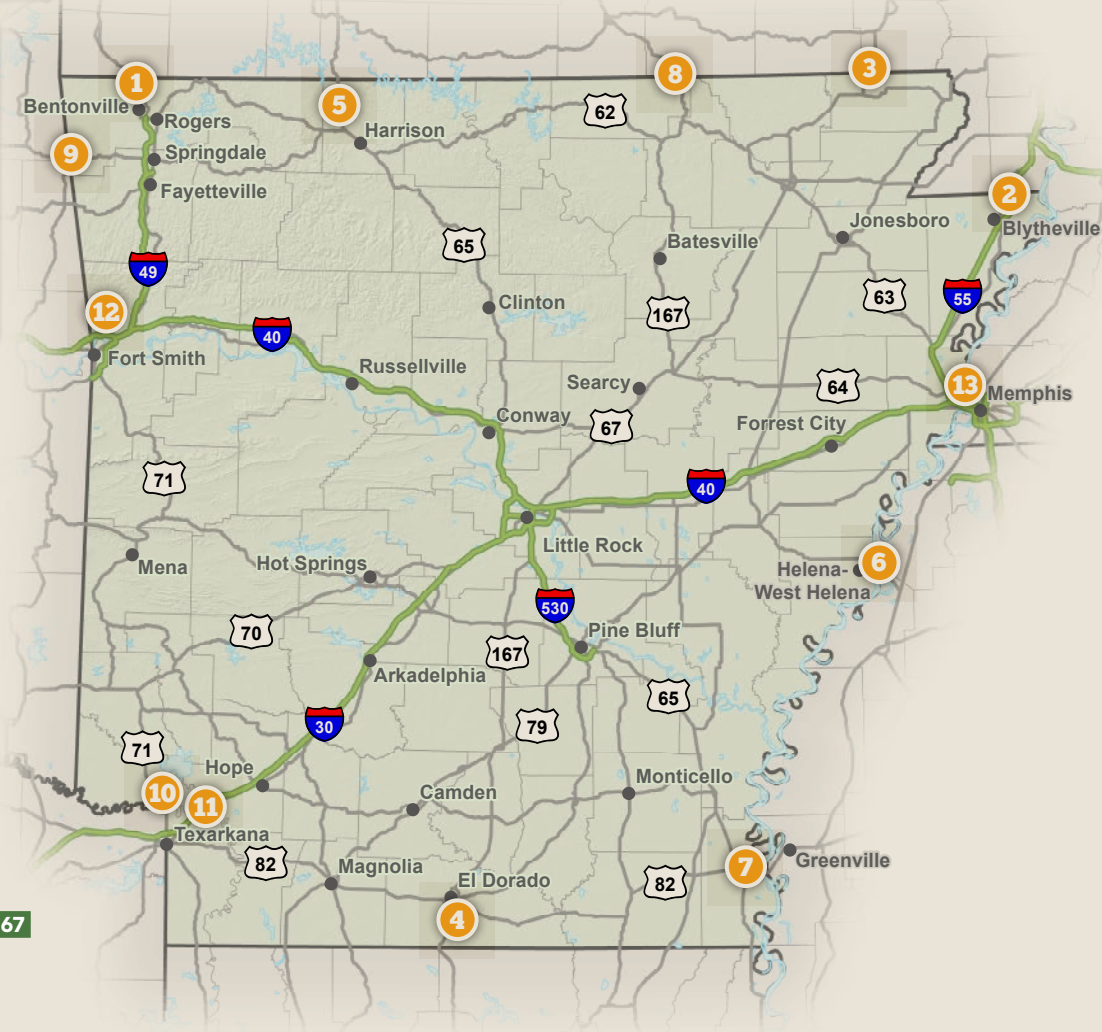 1
5
8
3
Bentonville
Rogers
62
Harrison
9
Springdale
Fayetteville
2
Blytheville
Jonesboro
65
Batesville
49
63
55
Clinton
167
12
40
Fort Smith
Russellville
Searcy
64
13
Memphis
Conway
67
Forrest City
71
40
Little Rock
Mena
Hot Springs
Helena-
West Helena
6
530
70
Pine Bluff
167
Arkadelphia
65
30
79
71
Hope
10
11
Camden
Monticello
Texarkana
82
Magnolia
El Dorado
82
7
Greenville
4
67